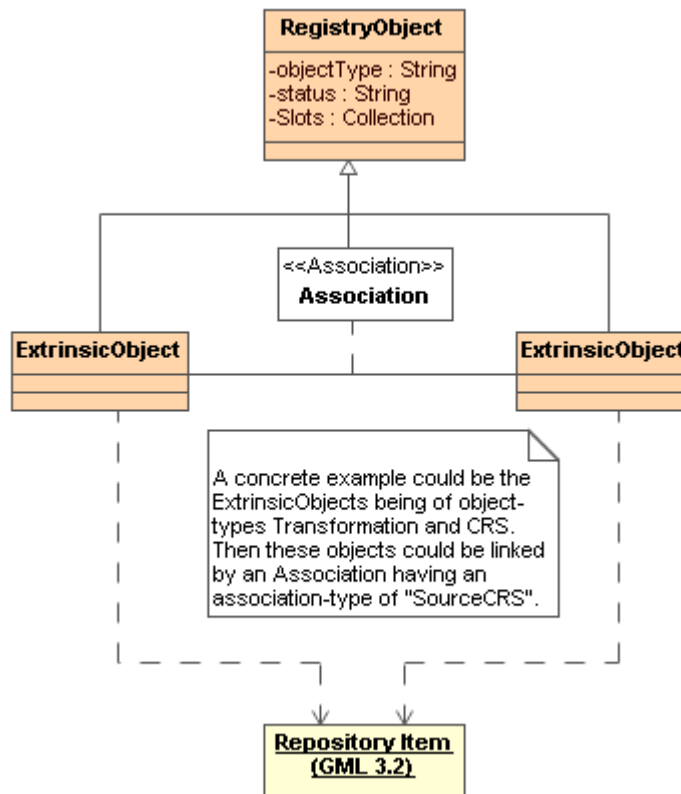 RegistryObject
-objectType : String
-status : String
-Slots : Collection
<<Association>>
Association
ExtrinsicObject
ExtrinsicObject
A concrete example could be the
ExtrinsicObjects being of object-
types Transformation and CRS.
Then these objects could be linked
by an Association having an
association-type of "SourceCRS".
Repository Item
(GML 3.2)